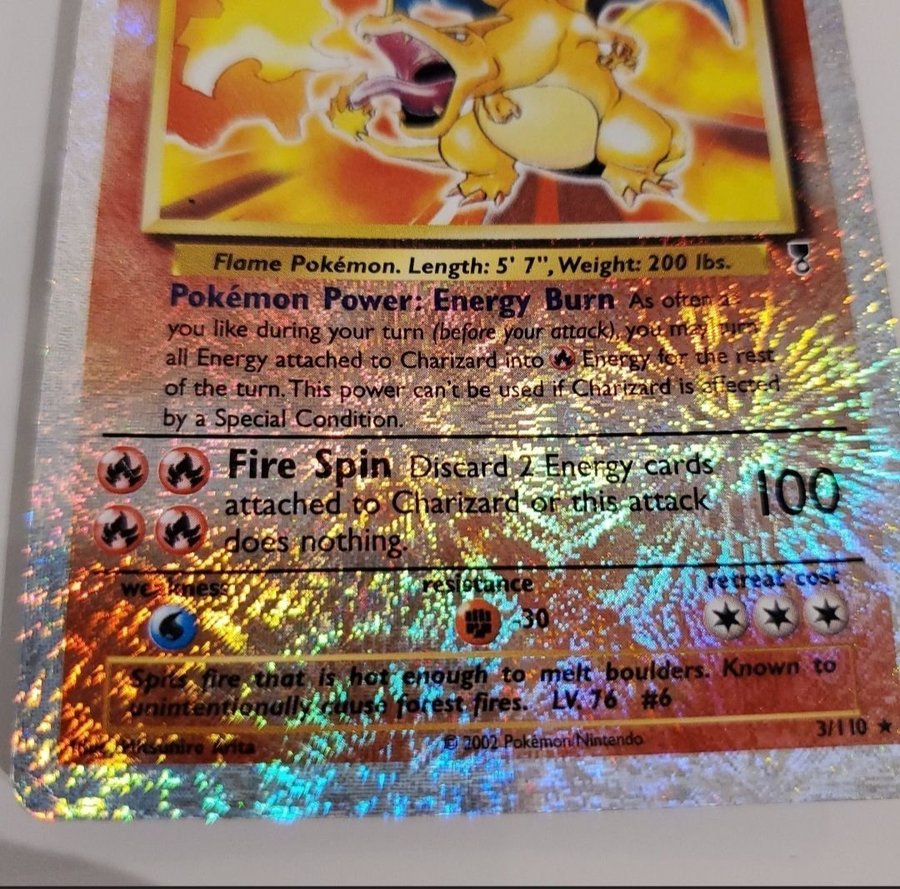 Flame Pokémon. Length: 5' 7", Weight: 200 lbs.
Pokémon Power: Energy Burn As often as
you like during your turn (before your attack), you may turn
all Energy attached to Charizard into Energy for the rest
of the turn. This power can't be used if Charizard is affected
by a Special Condition.
Fire Spin Discard 2 Energy cards
attached to Charizard or this attack
does nothing.
100
weakness resistance retreat cost
-30
Spits fire that is hot enough to melt boulders. Known to
unintentionally cause forest fires. LV. 76 #6
Illus. Mitsuhiro Arita © 2002 Pokémon/Nintendo 3/110 ★